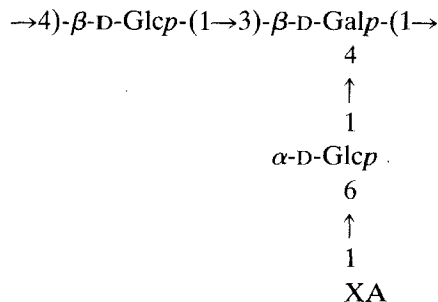 →4)-β-D-Glcp-(1→3)-β-D-Galp-(1→
4
↑
1
α-D-Glcp
6
↑
1
XA